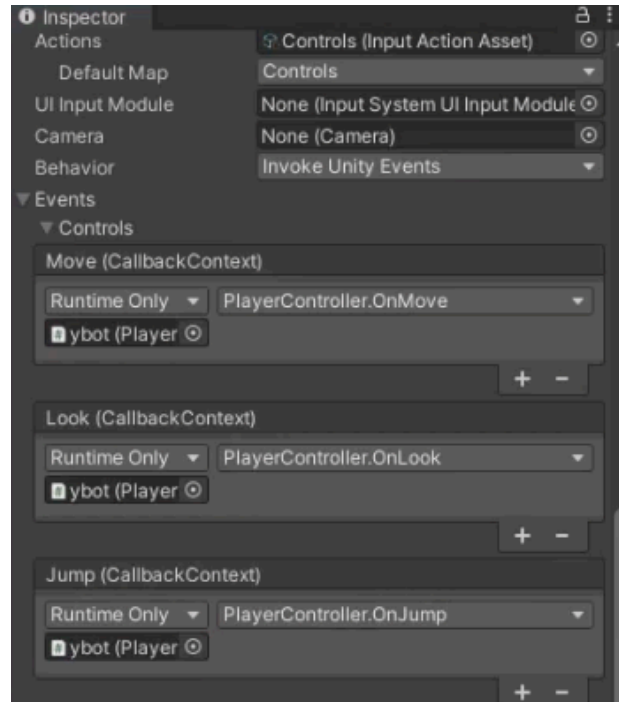 Inspector
Actions Controls (Input Action Asset)
Default Map Controls
UI Input Module None (Input System UI Input Module
Camera None (Camera)
Behavior Invoke Unity Events
Events
Controls
Move (CallbackContext)
Runtime Only PlayerController.OnMove
ybot (Player
+ −
Look (CallbackContext)
Runtime Only PlayerController.OnLook
ybot (Player
+ −
Jump (CallbackContext)
Runtime Only PlayerController.OnJump
ybot (Player
+ −